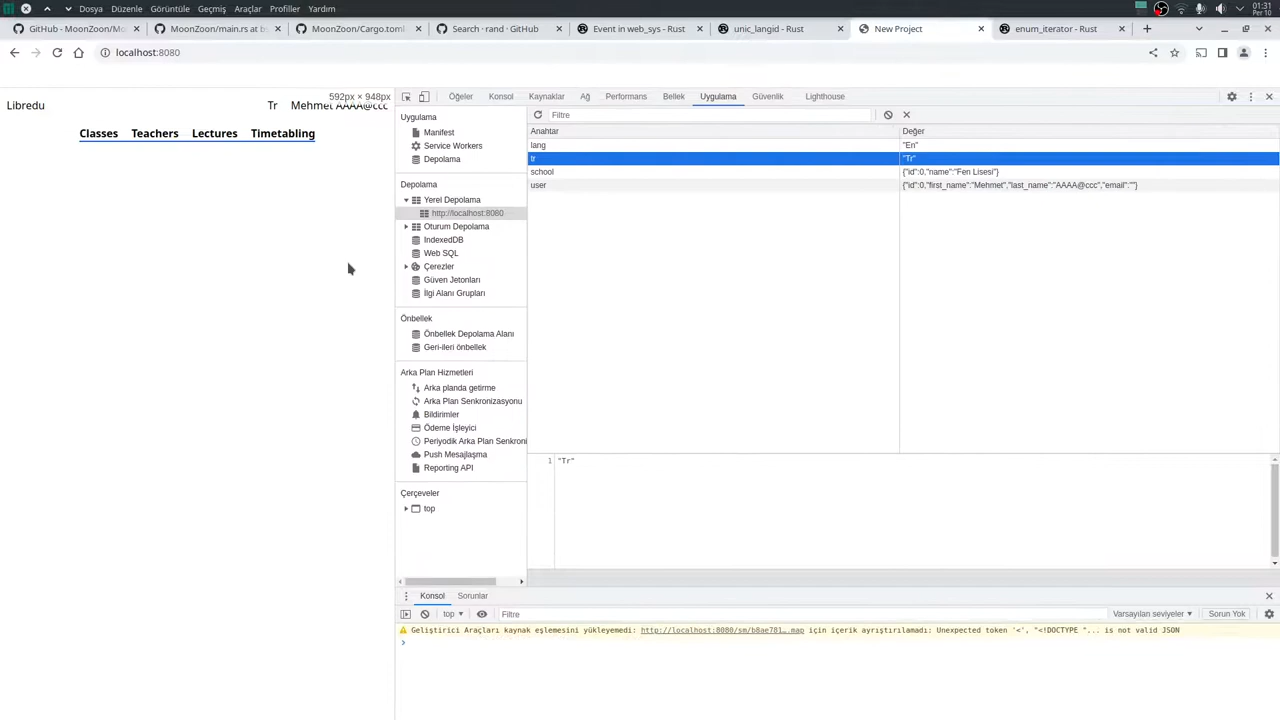 Dosya Görüntüle Geçmiş Araçlar Profiller Yardım
01:31
Per 10
GitHub - MoonZoon/Mo
MoonZoon/main.rs at b
MoonZoon/Cargo.toml
Search · rand · GitHub
Event in web_sys - Rust
unic_langid - Rust
New Project
enum_iterator - Rust
localhost:8080
592px × 948px
Libredu
Tr
Mehmet AAAA@ccc
Classes Teachers Lectures Timetabling
Öğeler Konsol Kaynaklar Ağ Performans Bellek Uygulama Güvenlik Lighthouse
Uygulama
Manifest
Service Workers
Depolama
Depolama
Yerel Depolama
http://localhost:8080
Oturum Depolama
IndexedDB
Web SQL
Çerezler
Güven Jetonları
İlgi Alanı Grupları
Önbellek
Önbellek Depolama Alanı
Geri-ileri önbellek
Arka Plan Hizmetleri
Arka planda getirme
Arka Plan Senkronizasyonu
Bildirimler
Ödeme İşleyici
Periyodik Arka Plan Senkroni
Push Mesajlaşma
Reporting API
Çerçeveler
top
Filtre
Anahtar Değer
lang "En"
tr "Tr"
school {"id":0,"name":"Fen Lisesi"}
user {"id":0,"first_name":"Mehmet","last_name":"AAAA@ccc","email":""}
1 "Tr"
Konsol Sorunlar
top Filtre Varsayılan seviyeler Sorun Yok
Geliştirici Araçları kaynak eşlemesini yükleyemedi: http://localhost:8080/sm/b8ae781….map için içerik ayrıştırılamadı: Unexpected token '<', "<!DOCTYPE "... is not valid JSON